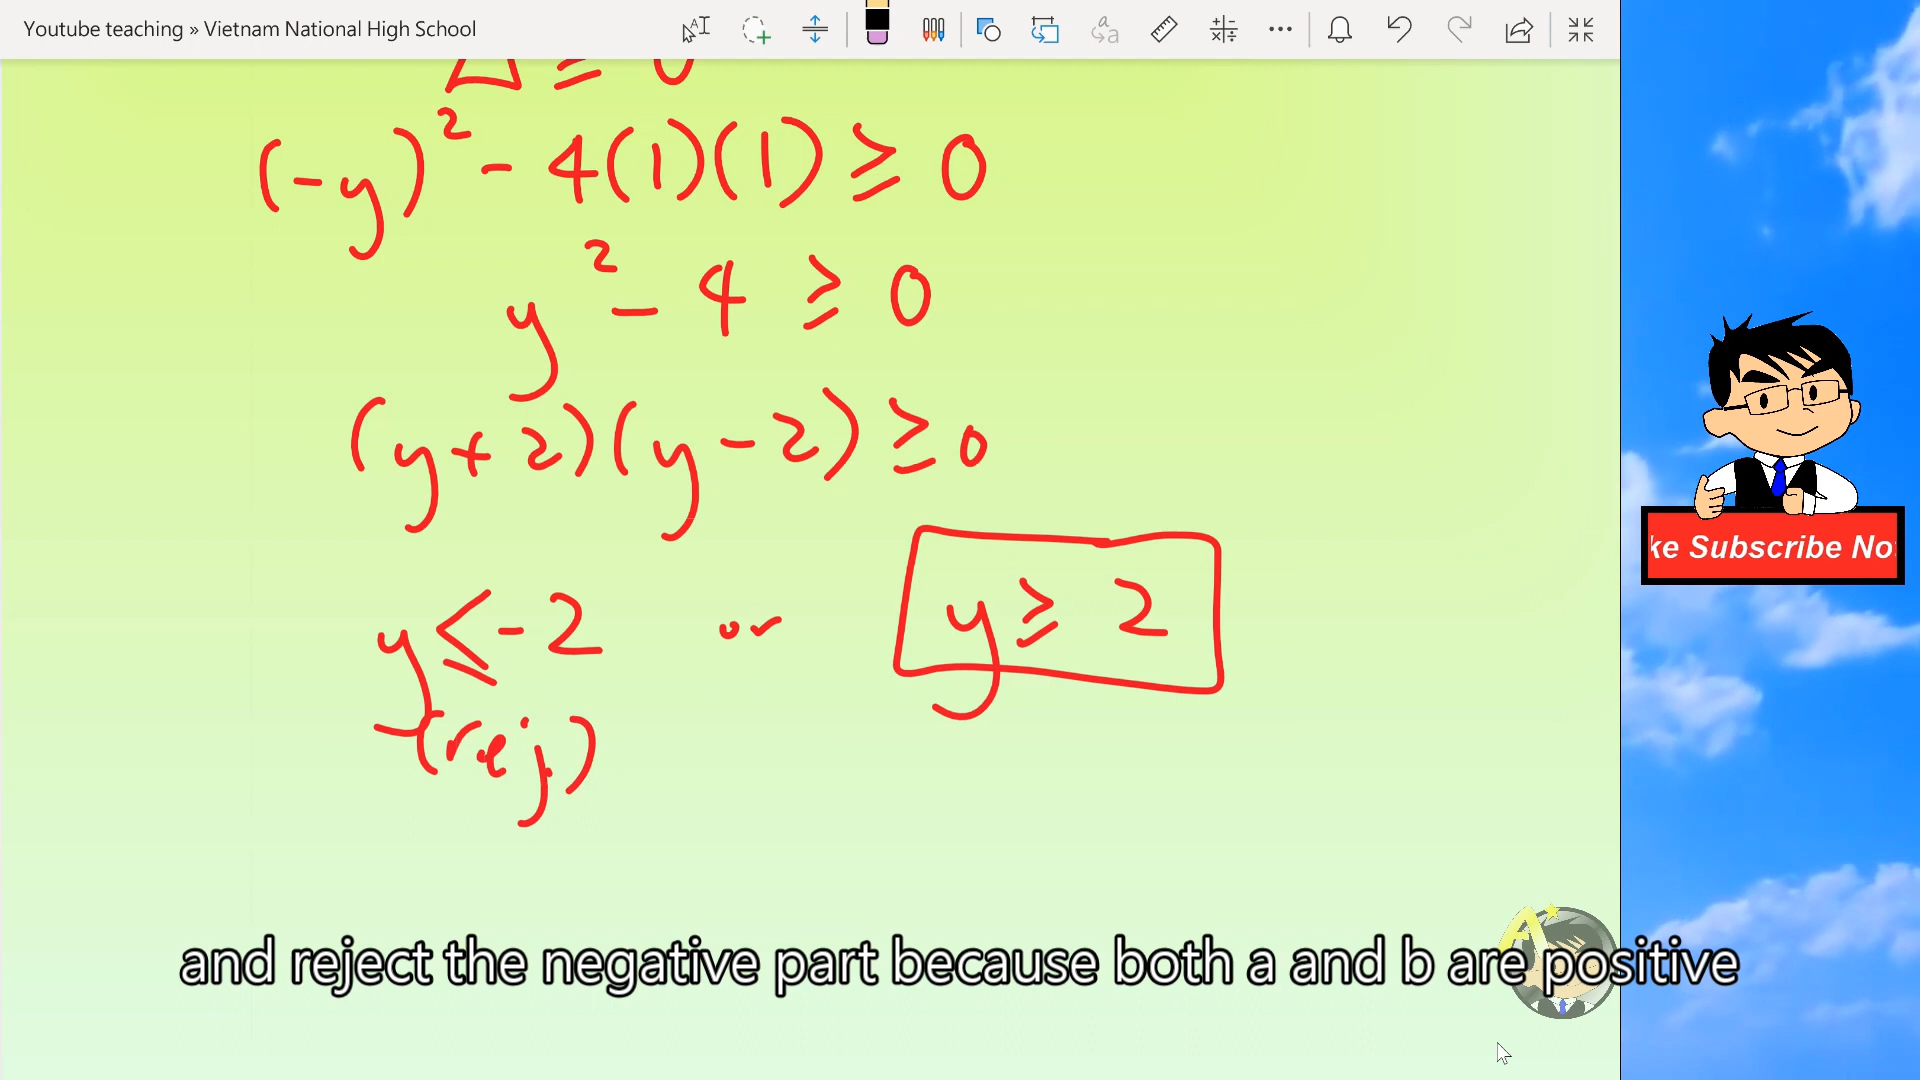 Youtube teaching » Vietnam National High School
Δ ≥ 0
(-y)² - 4(1)(1) ≥ 0
y² - 4 ≥ 0
(y+2)(y-2) ≥ 0
y ≤ -2 or y ≥ 2
(rej)
ke Subscribe No
and reject the negative part because both a and b are positive